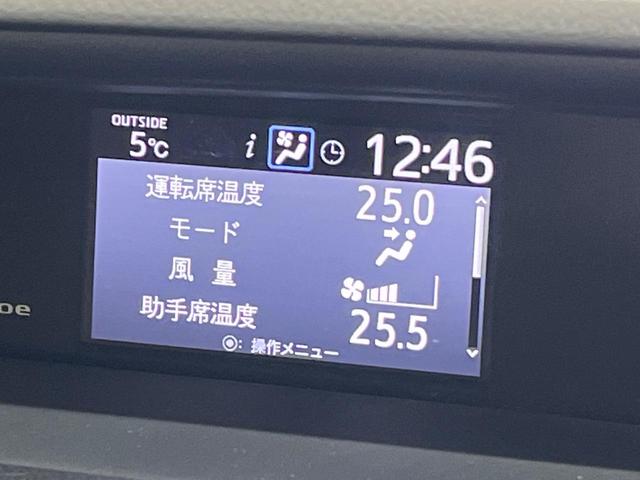 OUTSIDE
5℃ i 12:46
運転席温度 25.0
モード
風量
助手席温度 25.5
◉: 操作メニュー